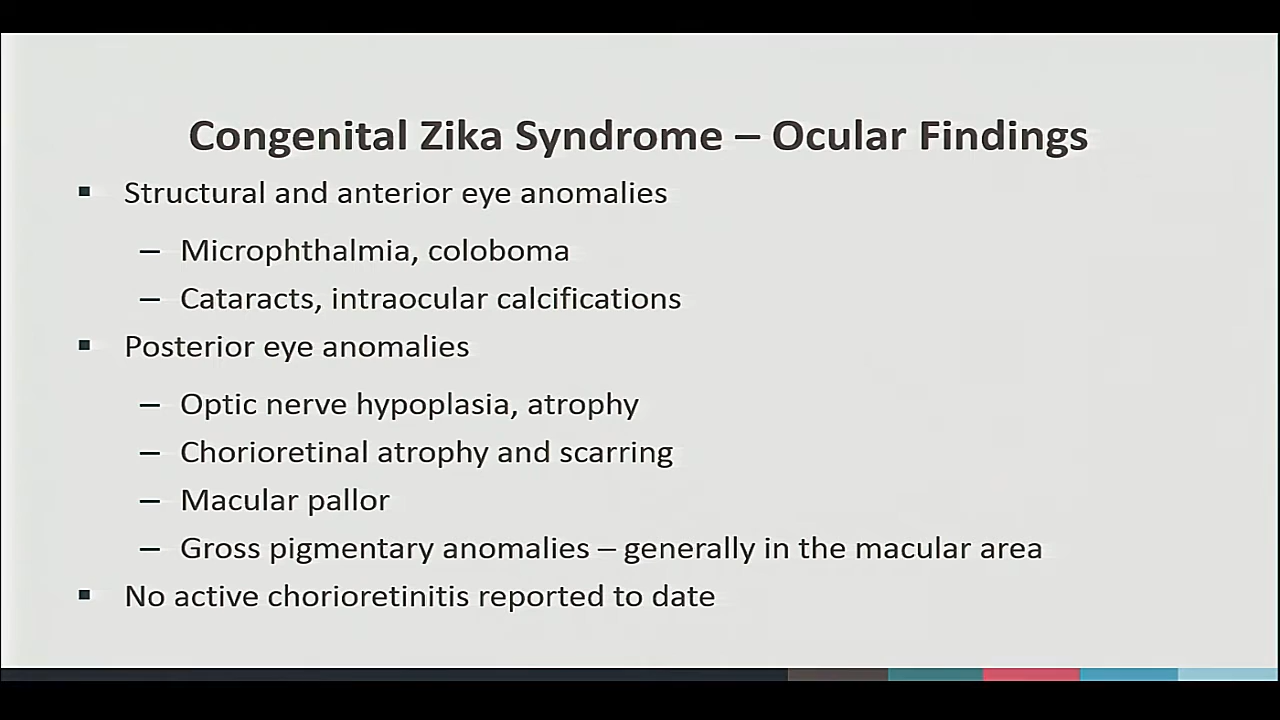 Congenital Zika Syndrome – Ocular Findings
▪ Structural and anterior eye anomalies
– Microphthalmia, coloboma
– Cataracts, intraocular calcifications
▪ Posterior eye anomalies
– Optic nerve hypoplasia, atrophy
– Chorioretinal atrophy and scarring
– Macular pallor
– Gross pigmentary anomalies – generally in the macular area
▪ No active chorioretinitis reported to date